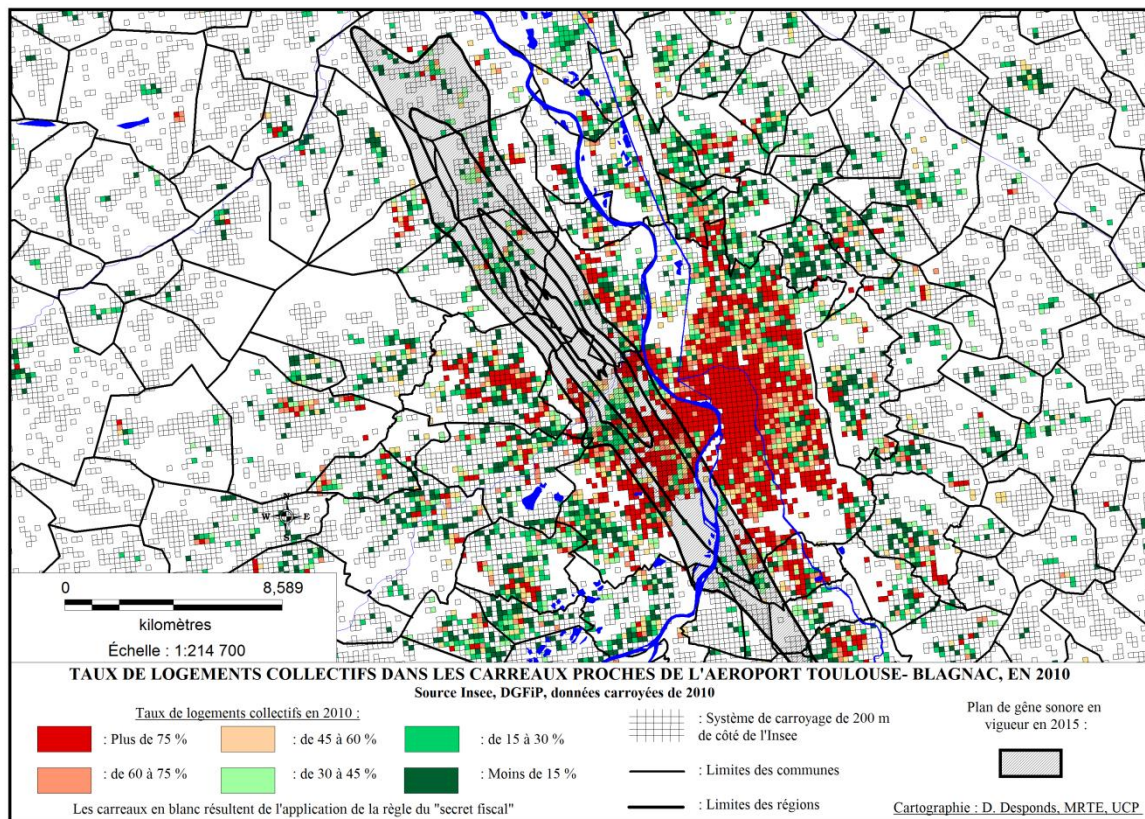 N
W E
S
0 8,589
kilomètres
Échelle : 1:214 700
TAUX DE LOGEMENTS COLLECTIFS DANS LES CARREAUX PROCHES DE L'AEROPORT TOULOUSE- BLAGNAC, EN 2010
Source Insee, DGFiP, données carroyées de 2010
Taux de logements collectifs en 2010 :
: Plus de 75 % : de 45 à 60 % : de 15 à 30 %
: de 60 à 75 % : de 30 à 45 % : Moins de 15 %
Les carreaux en blanc résultent de l'application de la règle du "secret fiscal"
: Système de carroyage de 200 m
de côté de l'Insee
: Limites des communes
: Limites des régions
Plan de gêne sonore en
vigueur en 2015 :
Cartographie : D. Desponds, MRTE, UCP